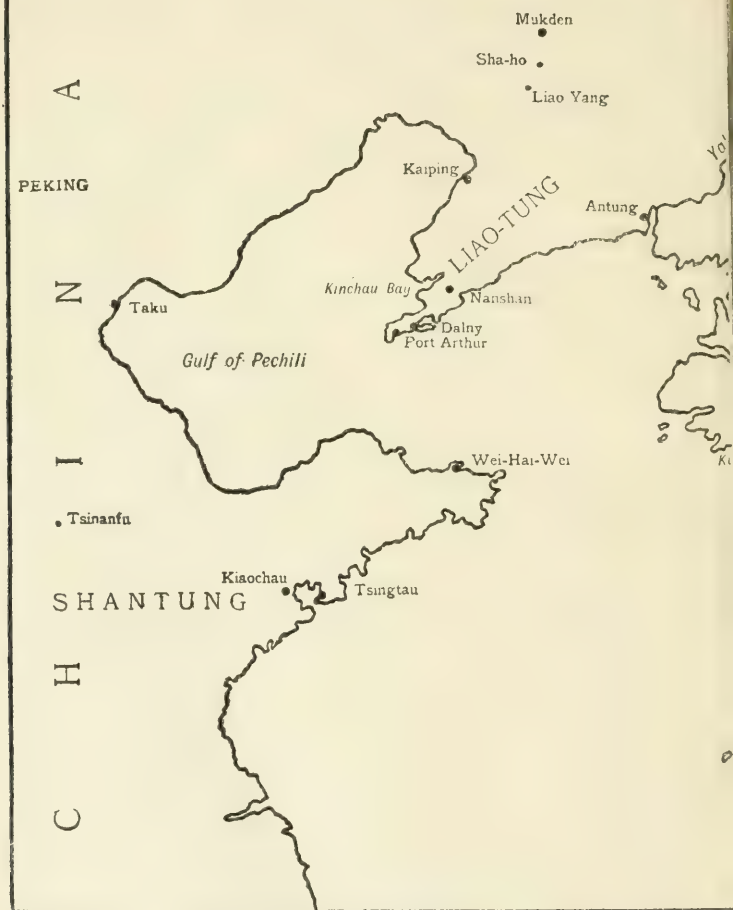 Mukden
Sha-ho
Liao Yang
PEKING
Kaiping
LIAO-TUNG
Antung
Kinchau Bay
Nanshan
Taku
Dalny
Port Arthur
Gulf of Pechili
Wei-Hai-Wei
Tsinanfu
Kiaochau
Tsingtau
SHANTUNG
CHINA